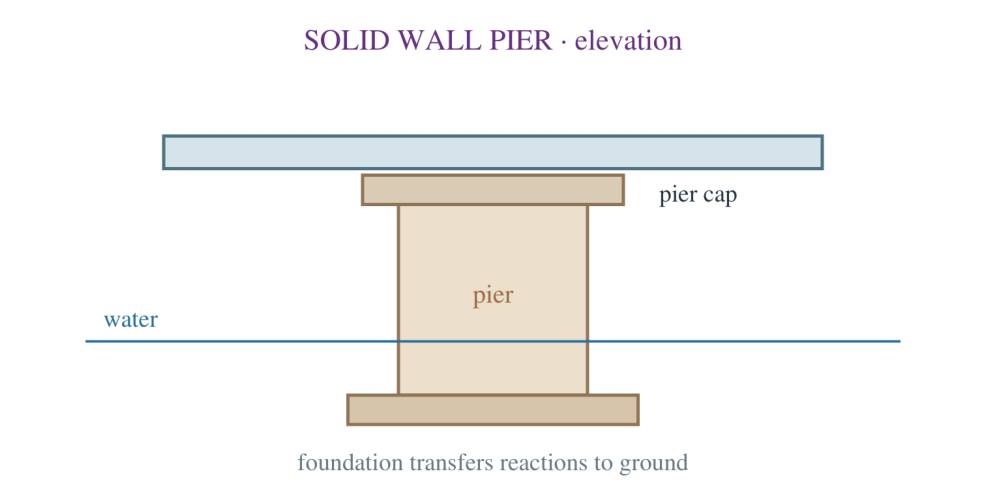 SOLID WALL PIER · elevation
pier cap
pier
water
foundation transfers reactions to ground